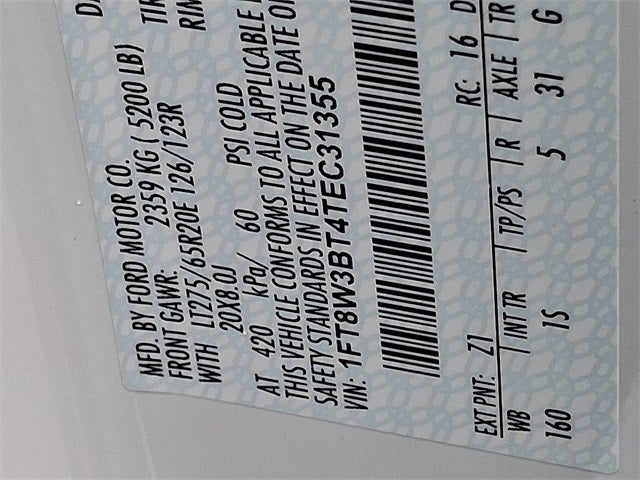 MFD. BY FORD MOTOR CO.
FRONT GAWR: 2359 KG ( 5200 LB)
WITH LT275/65R20E 126/123R TIR
20X8.0J RIM
AT 420 kPa/ 60 PSI COLD
THIS VEHICLE CONFORMS TO ALL APPLICABLE
SAFETY STANDARDS IN EFFECT ON THE DATE O
VIN: 1FT8W3BT4TEC31355
EXT PNT: Z1 RC: 16 D
WB INT TR TP/PS R AXLE TR
160 1S 5 31 G